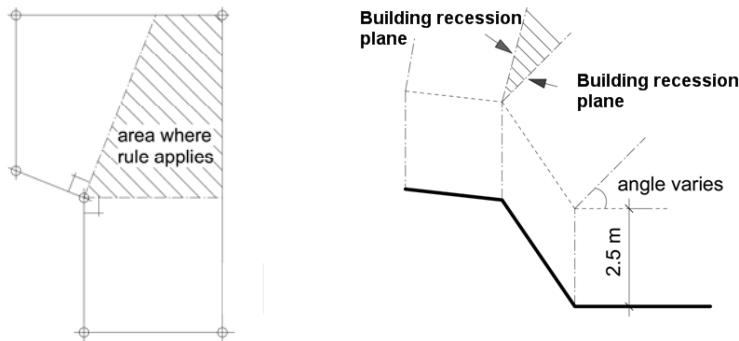 area where
rule applies
Building recession
plane
Building recession
plane
angle varies
2.5 m